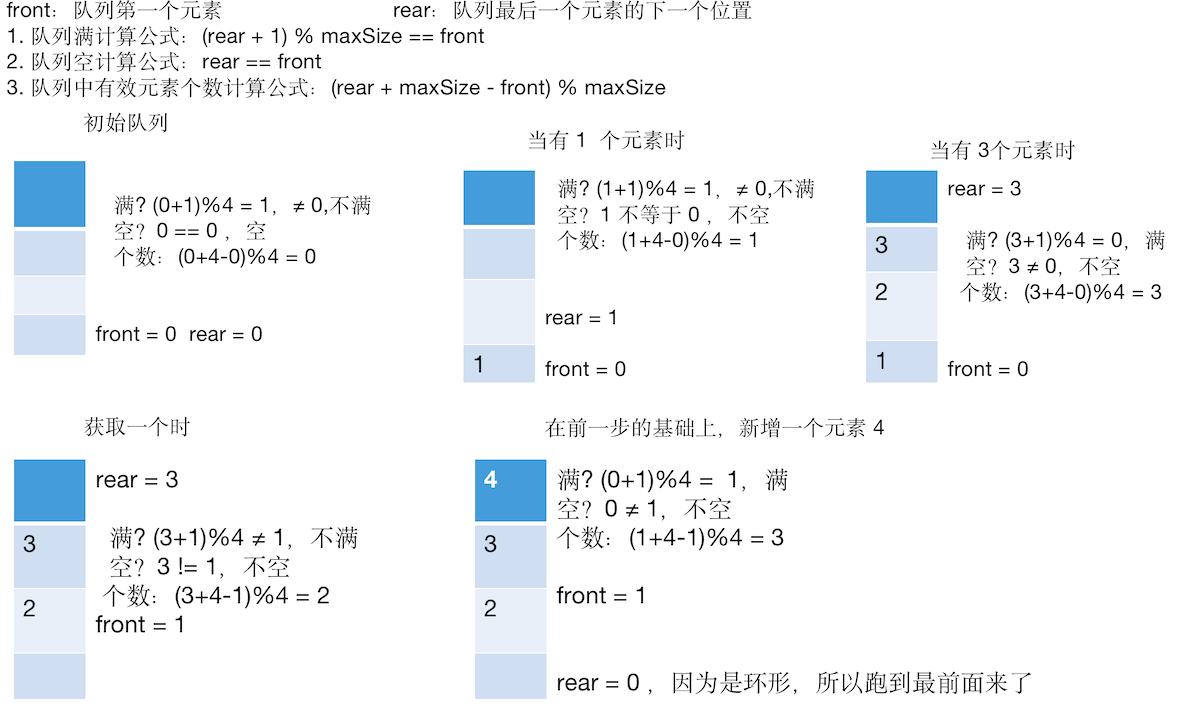 front：队列第一个元素 rear：队列最后一个元素的下一个位置
1. 队列满计算公式：(rear + 1) % maxSize == front
2. 队列空计算公式：rear == front
3. 队列中有效元素个数计算公式：(rear + maxSize - front) % maxSize
初始队列
满? (0+1)%4 = 1，≠ 0,不满
空？0 == 0 ，空
个数：(0+4-0)%4 = 0
front = 0 rear = 0
当有 1 个元素时
满? (1+1)%4 = 1，≠ 0,不满
空？1 不等于 0 ，不空
个数：(1+4-0)%4 = 1
rear = 1
1
front = 0
当有 3个元素时
rear = 3
3
满? (3+1)%4 = 0，满
空？3 ≠ 0，不空
2
个数：(3+4-0)%4 = 3
1
front = 0
获取一个时
rear = 3
3
满? (3+1)%4 ≠ 1，不满
空？3 != 1，不空
个数：(3+4-1)%4 = 2
2
front = 1
在前一步的基础上，新增一个元素 4
4
满? (0+1)%4 = 1，满
空？0 ≠ 1，不空
3
个数：(1+4-1)%4 = 3
2
front = 1
rear = 0 ，因为是环形，所以跑到最前面来了